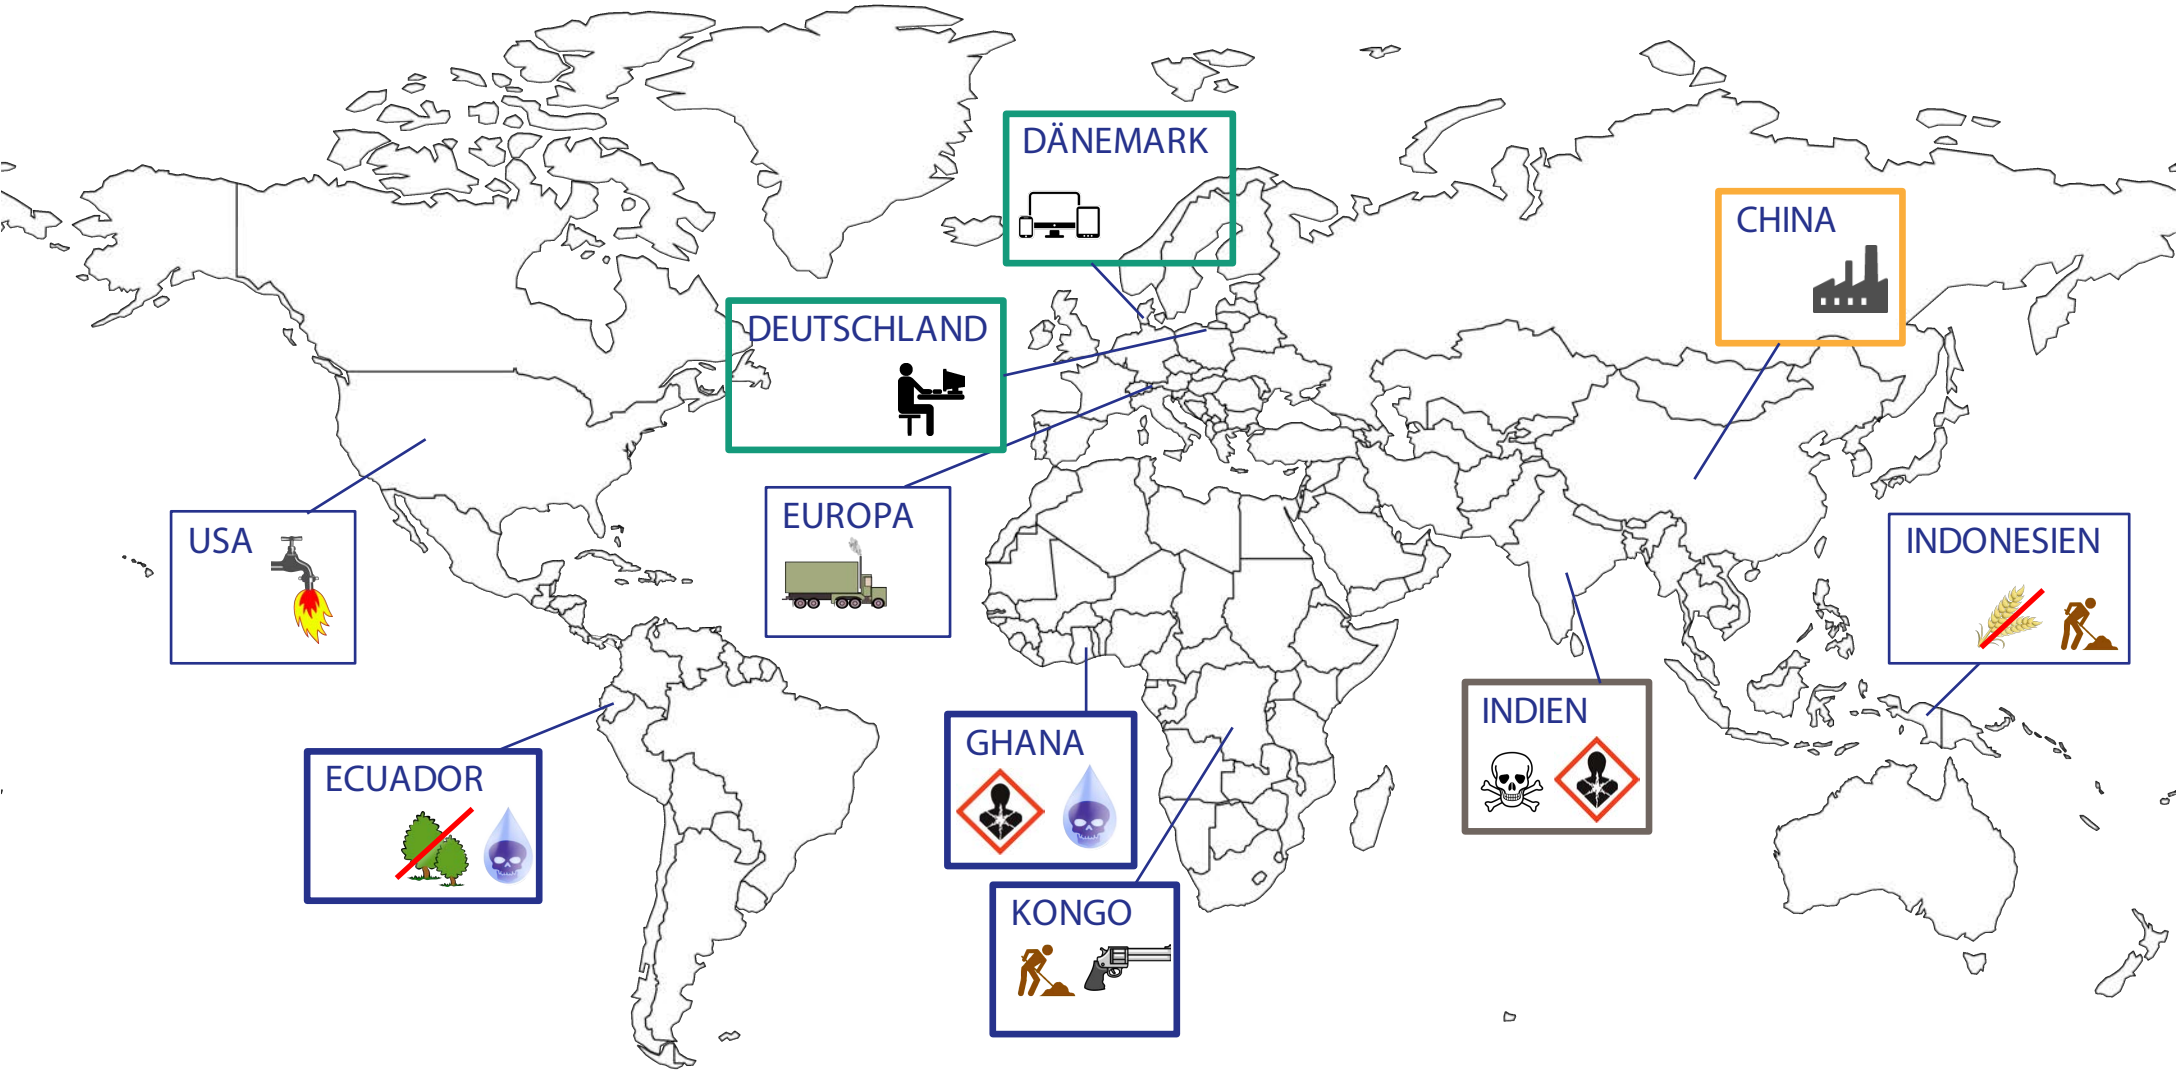 DÄNEMARK
CHINA
DEUTSCHLAND
EUROPA
USA
INDONESIEN
INDIEN
GHANA
ECUADOR
KONGO